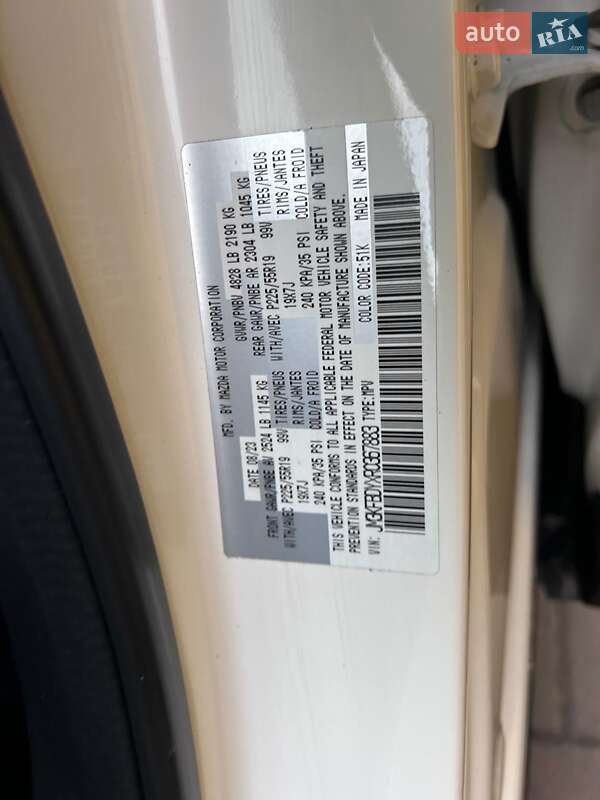 auto RIA .com
MFD. BY MAZDA MOTOR CORPORATION
DATE 08/23 GVWR/PNBV 4828 LB 2190 KG
FRONT GAWR/PNBE AV 2524 LB 1145 KG REAR GAWR/PNBE AR 2304 LB 1045 KG
WITH/AVEC P225/55R19 99V TIRES/PNEUS WITH/AVEC P225/55R19 99V TIRES/PNEUS
19X7J RIMS/JANTES 19X7J RIMS/JANTES
240 KPA/35 PSI COLD/A FROID 240 KPA/35 PSI COLD/A FROID
THIS VEHICLE CONFORMS TO ALL APPLICABLE FEDERAL MOTOR VEHICLE SAFETY AND THEFT
PREVENTION STANDARDS IN EFFECT ON THE DATE OF MANUFACTURE SHOWN ABOVE.
VIN: JM3KFBDYXR0367883 TYPE:MPV COLOR CODE:51K MADE IN JAPAN